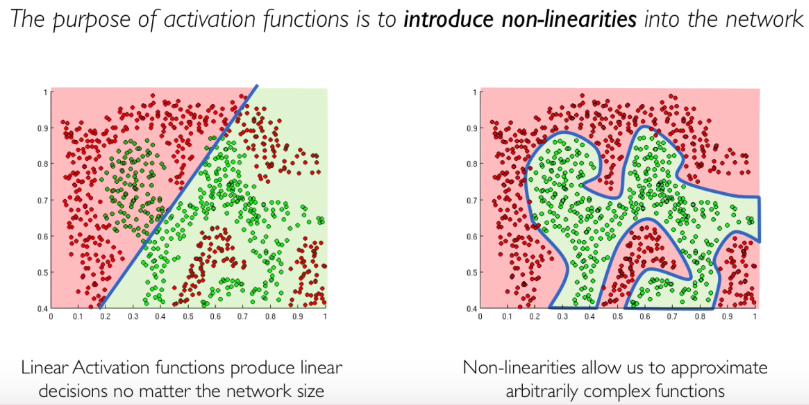 The purpose of activation functions is to introduce non-linearities into the network
1
0.9
0.8
0.7
0.6
0.5
0.4
0 0.1 0.2 0.3 0.4 0.5 0.6 0.7 0.8 0.9 1
1
0.9
0.8
0.7
0.6
0.5
0.4
0 0.1 0.2 0.3 0.4 0.5 0.6 0.7 0.8 0.9 1
Linear Activation functions produce linear
decisions no matter the network size
Non-linearities allow us to approximate
arbitrarily complex functions